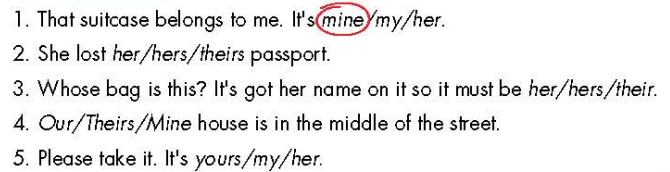 1. That suitcase belongs to me. It's mine/my/her.
2. She lost her/hers/theirs passport.
3. Whose bag is this? It's got her name on it so it must be her/hers/their.
4. Our/Theirs/Mine house is in the middle of the street.
5. Please take it. It's yours/my/her.